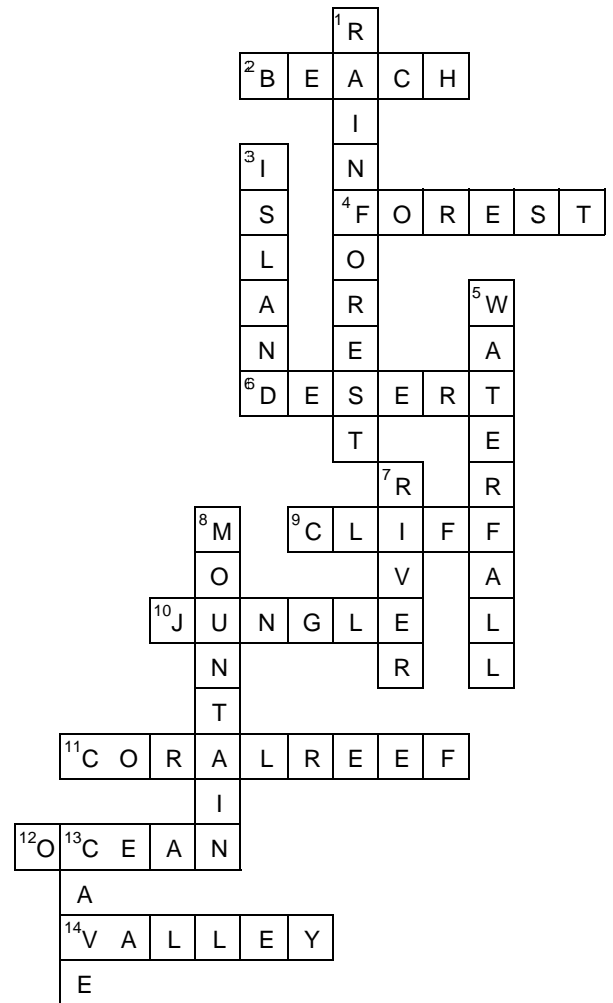 1 R
2 B E A C H
I
3 I N
S 4 F O R E S T
L O
A R 5 W
N E A
6 D E S E R T
T E
7 R R
8 M 9 C L I F F
O V A
10 J U N G L E L
N R L
T
11 C O R A L R E E F
I
12 O 13 C E A N
A
14 V A L L E Y
E